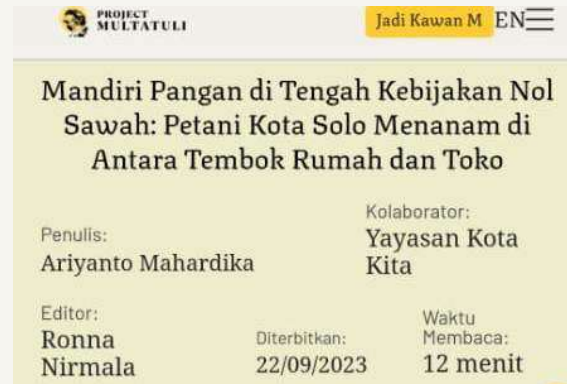 PROJECT
MULTATULI
Jadi Kawan M
EN
Mandiri Pangan di Tengah Kebijakan Nol
Sawah: Petani Kota Solo Menanam di
Antara Tembok Rumah dan Toko
Penulis:
Ariyanto Mahardika
Kolaborator:
Yayasan Kota
Kita
Editor:
Ronna
Nirmala
Diterbitkan:
22/09/2023
Waktu
Membaca:
12 menit